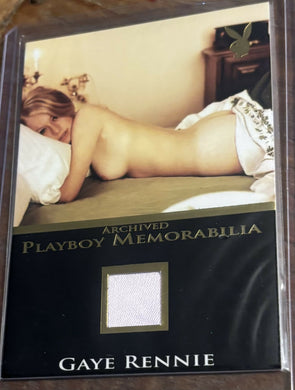 ARCHIVED
PLAYBOY MEMORABILIA
GAYE RENNIE